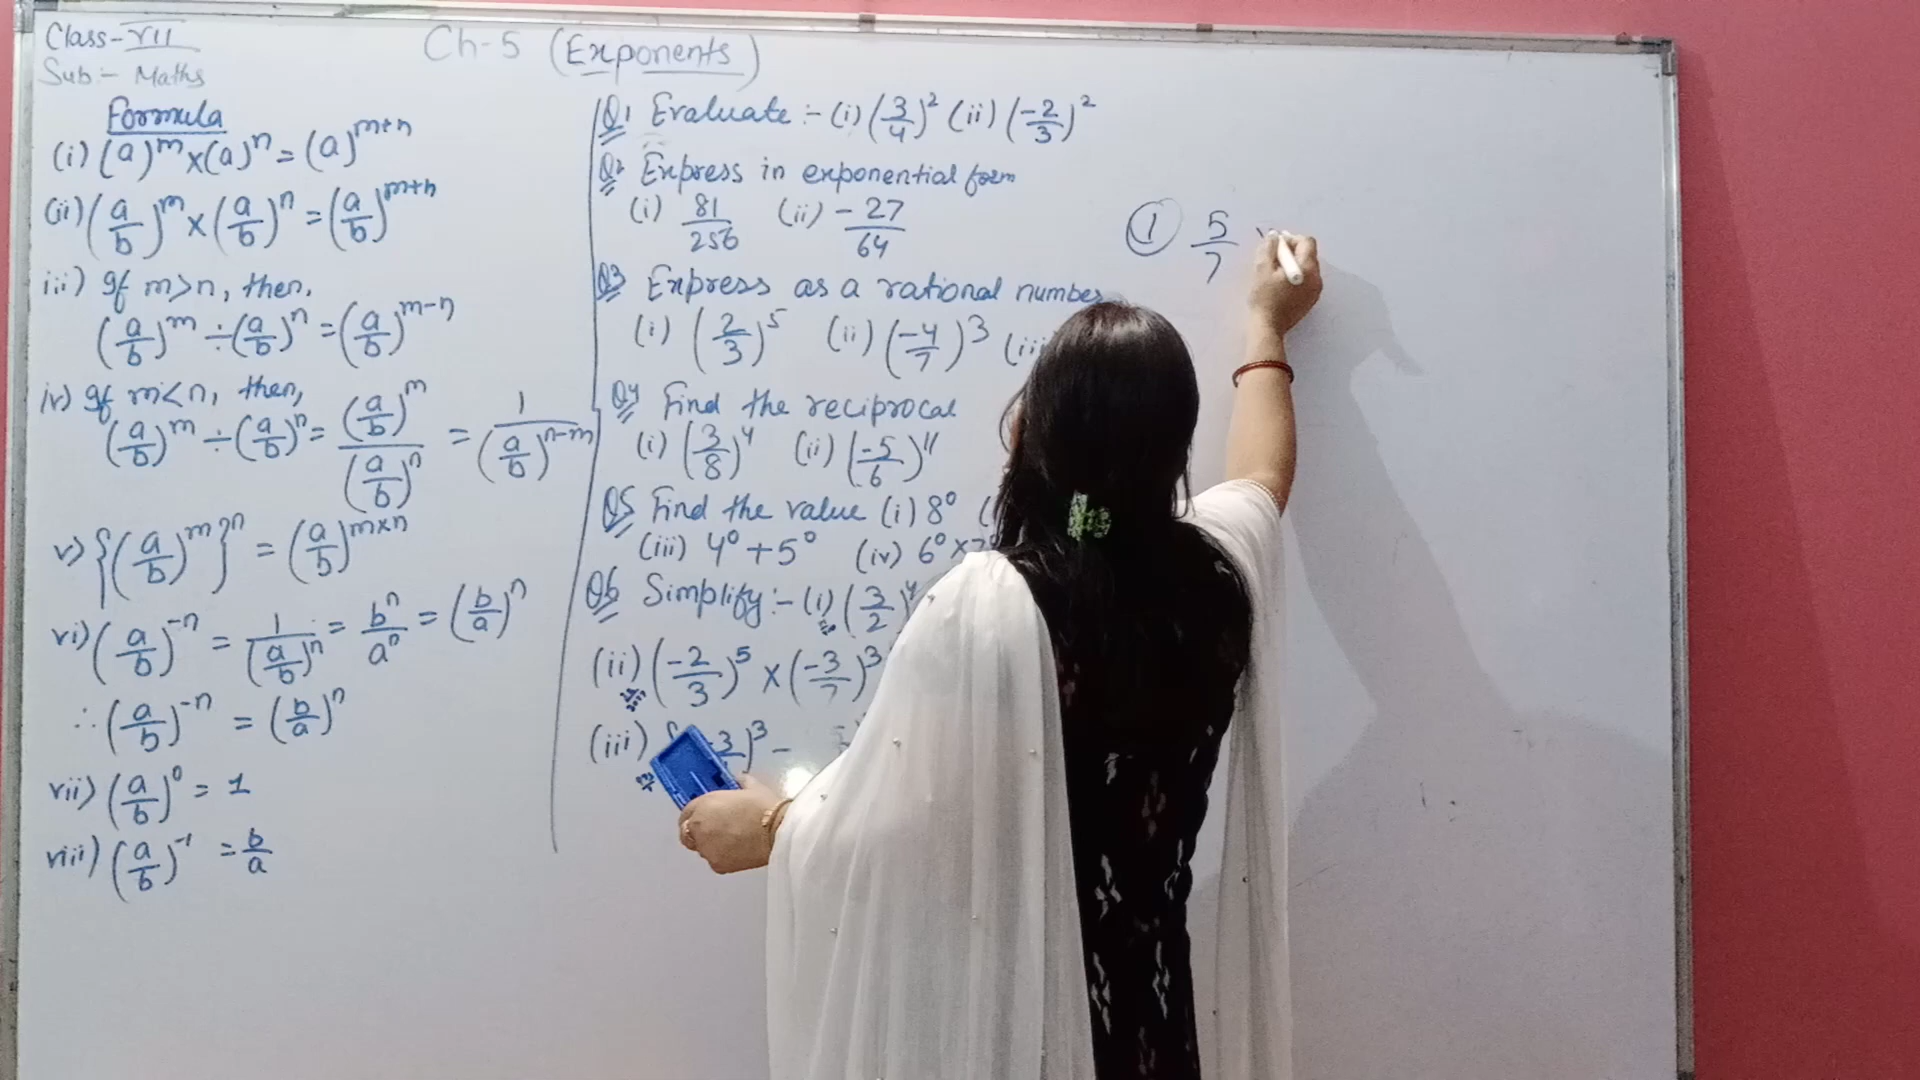 Class-VII
Sub:- Maths
Ch-5 (Exponents)
Formula
(i) (a)^m×(a)^n=(a)^m+n
(ii) (a/b)^m×(a/b)^n=(a/b)^m+n
iii) If m>n, then,
(a/b)^m÷(a/b)^n=(a/b)^m-n
iv) If m<n, then,
(a/b)^m÷(a/b)^n=(a/b)^m/(a/b)^n=1/(a/b)^n-m
v) {(a/b)^m}^n=(a/b)^m×n
vi) (a/b)^-n=1/(a/b)^n=b^n/a^n=(b/a)^n
∴(a/b)^-n=(b/a)^n
vii) (a/b)^0=1
viii) (a/b)^-1=b/a
Q1 Evaluate:-(i)(3/4)^2 (ii)(-2/3)^2
Q2 Express in exponential form
(i) 81/256 (ii) -27/64
Q3 Express as a rational number
(i) (2/3)^5 (ii) (-4/7)^3 (iii
Q4 Find the reciprocal
(i) (3/8)^4 (ii) (-5/6)^11
Q5 Find the value (i) 8^0 (
(iii) 4^0+5^0 (iv) 6^0×7^0
Q6 Simplify:-(i) (3/2)^4
(ii) (-2/3)^5×(-3/7)^3
(iii) -3 )^3 -
① 5/7